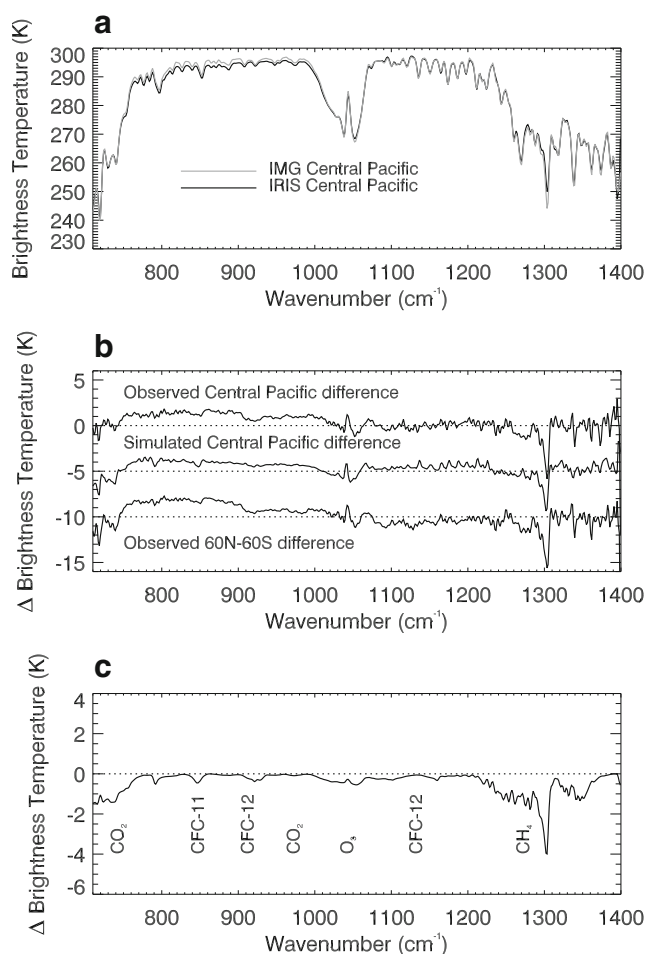 a
Brightness Temperature (K)
300
290
280
270
260
250
240
230
IMG Central Pacific
IRIS Central Pacific
800 900 1000 1100 1200 1300 1400
Wavenumber (cm⁻¹)
b
Δ Brightness Temperature (K)
5
0
-5
-10
-15
Observed Central Pacific difference
Simulated Central Pacific difference
Observed 60N-60S difference
800 900 1000 1100 1200 1300 1400
Wavenumber (cm⁻¹)
c
Δ Brightness Temperature (K)
4
2
0
-2
-4
-6
CO₂
CFC-11
CFC-12
CO₂
O₃
CFC-12
CH₄
800 900 1000 1100 1200 1300 1400
Wavenumber (cm⁻¹)